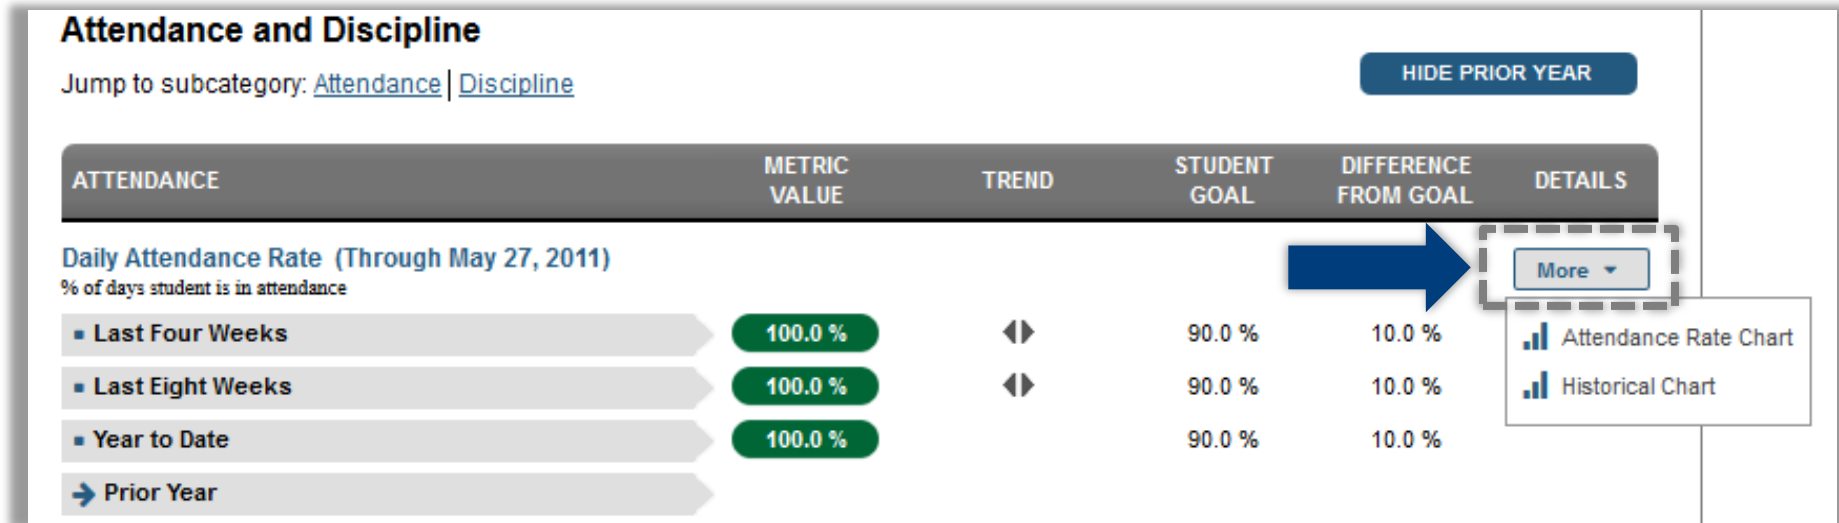 Attendance and Discipline
Jump to subcategory: Attendance | Discipline
HIDE PRIOR YEAR
ATTENDANCE METRIC VALUE TREND STUDENT GOAL DIFFERENCE FROM GOAL DETAILS
Daily Attendance Rate (Through May 27, 2011) More
% of days student is in attendance
Last Four Weeks 100.0 % 90.0 % 10.0 % Attendance Rate Chart
Last Eight Weeks 100.0 % 90.0 % 10.0 % Historical Chart
Year to Date 100.0 % 90.0 % 10.0 %
Prior Year